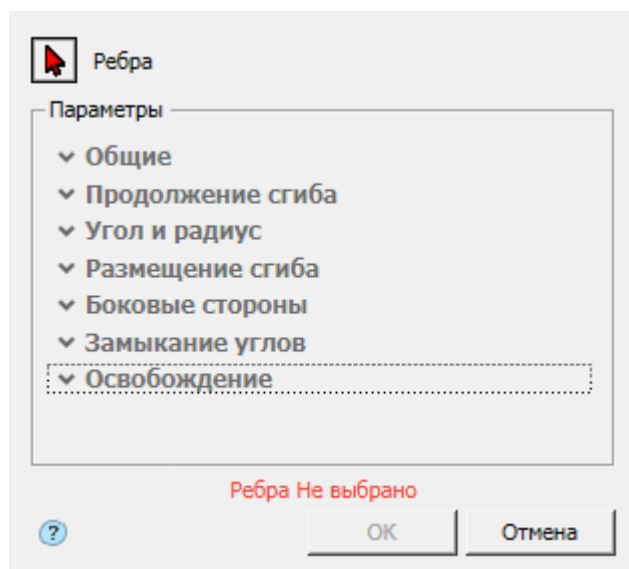 Ребра
Параметры
Общие
Продолжение сгиба
Угол и радиус
Размещение сгиба
Боковые стороны
Замыкание углов
Освобождение
Ребра Не выбрано
?
OK
Отмена